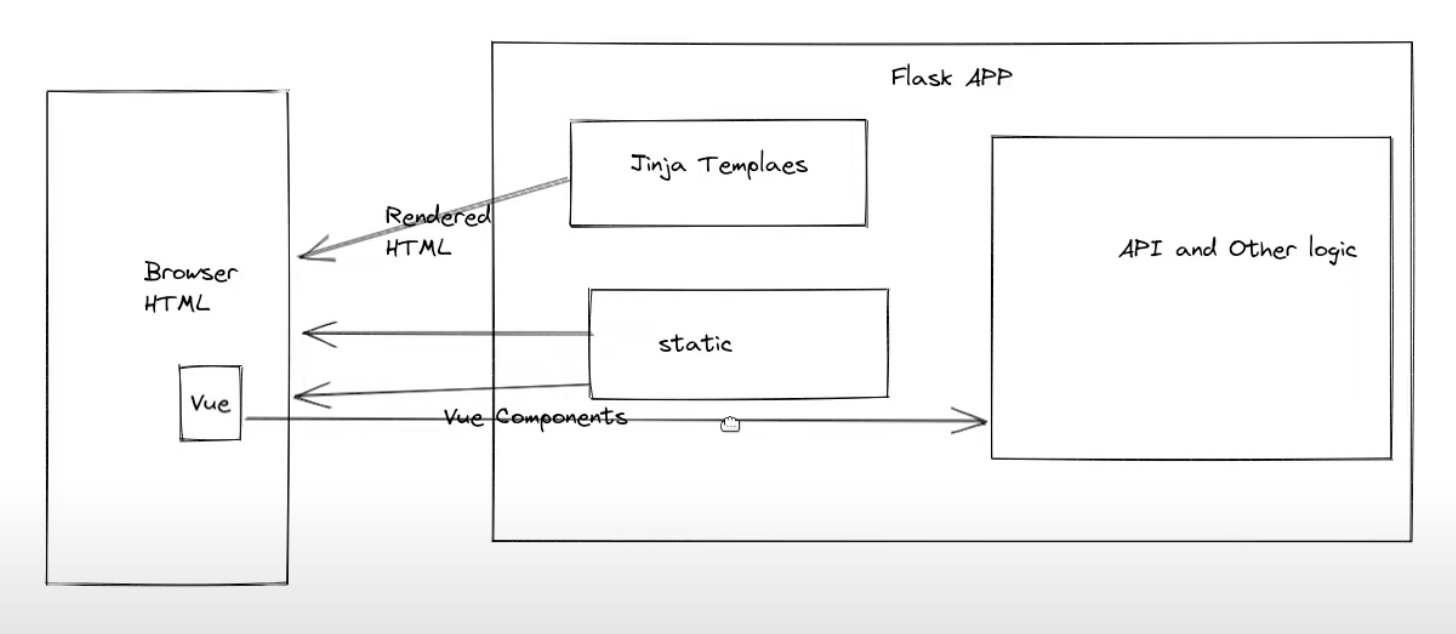 Flask APP
Jinja Templaes
Rendered
HTML
API and Other logic
Browser
HTML
static
Vue
Vue Components